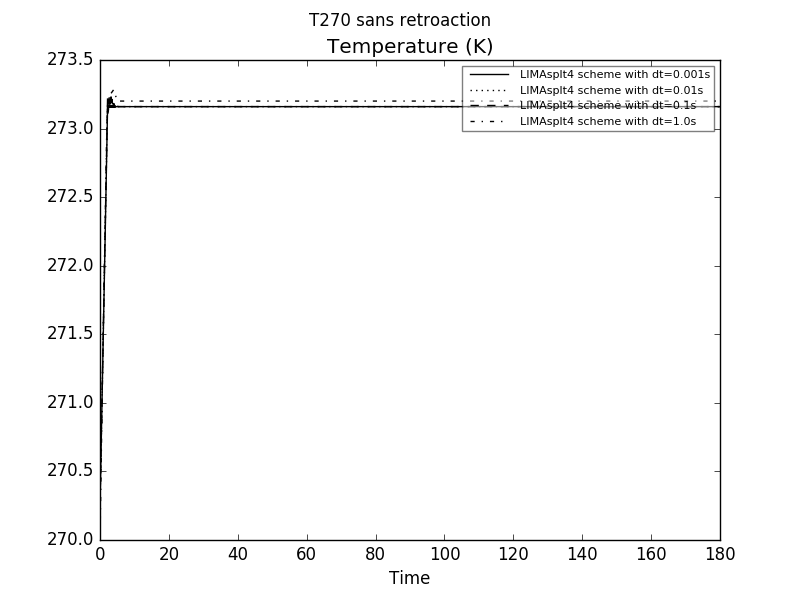 T270 sans retroaction
Temperature (K)
273.5
273.0
272.5
272.0
271.5
271.0
270.5
270.0
LIMAsplt4 scheme with dt=0.001s
LIMAsplt4 scheme with dt=0.01s
LIMAsplt4 scheme with dt=0.1s
LIMAsplt4 scheme with dt=1.0s
0 20 40 60 80 100 120 140 160 180
Time